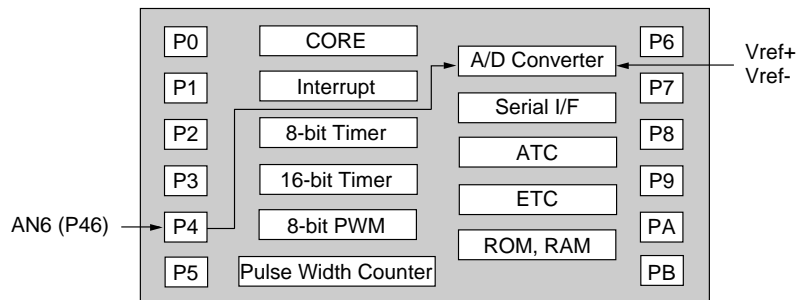 P0
P1
P2
P3
P4
P5
AN6 (P46)
CORE
Interrupt
8-bit Timer
16-bit Timer
8-bit PWM
Pulse Width Counter
A/D Converter
Serial I/F
ATC
ETC
ROM, RAM
P6
P7
P8
P9
PA
PB
Vref+
Vref-